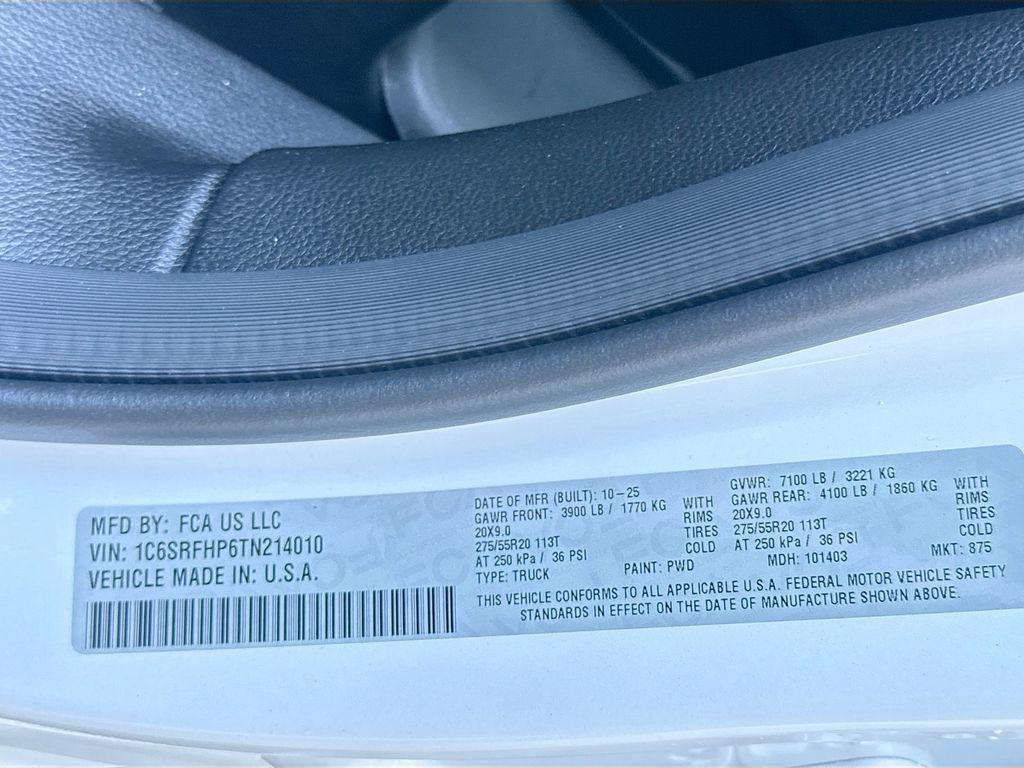 MFD BY: FCA US LLC
VIN: 1C6SRFHP6TN214010
VEHICLE MADE IN: U.S.A.
DATE OF MFR (BUILT): 10-25
GAWR FRONT: 3900 LB / 1770 KG WITH
20X9.0 RIMS
275/55R20 113T TIRES
AT 250 kPa / 36 PSI COLD
TYPE: TRUCK PAINT: PWD
GVWR: 7100 LB / 3221 KG
GAWR REAR: 4100 LB / 1860 KG WITH
20X9.0 RIMS
275/55R20 113T TIRES
AT 250 kPa / 36 PSI COLD
MDH: 101403 MKT: 875
THIS VEHICLE CONFORMS TO ALL APPLICABLE U.S.A. FEDERAL MOTOR VEHICLE SAFETY
STANDARDS IN EFFECT ON THE DATE OF MANUFACTURE SHOWN ABOVE.